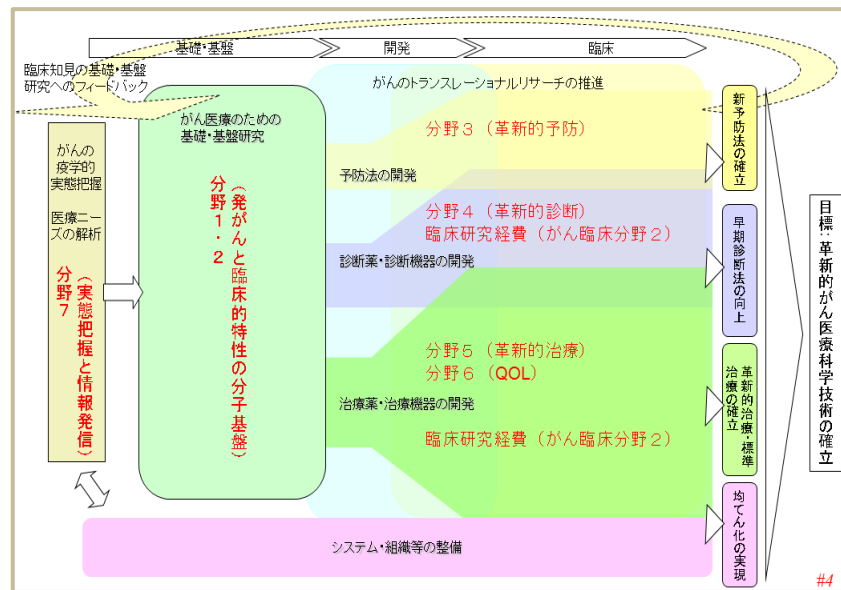 基礎・基盤
開発
臨床
臨床知見の基礎・基盤
研究へのフィードバック
がんのトランスレーショナルリサーチの推進
がんの
疫学的
実態把握
医療ニー
ズの解析
分野7
(実態把握と情報発信)
がん医療のための
基礎・基盤研究
分野1・2
(発がんと臨床的特性の分子基盤)
分野3 (革新的予防)
予防法の開発
分野4 (革新的診断)
臨床研究経費 (がん臨床分野2)
診断薬・診断機器の開発
分野5 (革新的治療)
分野6 (QOL)
治療薬・治療機器の開発
臨床研究経費 (がん臨床分野2)
システム・組織等の整備
新予防法の確立
早期診断法の向上
革新的治療・標準
治療の確立
均てん化の実現
目標:革新的がん医療科学技術の確立
#4